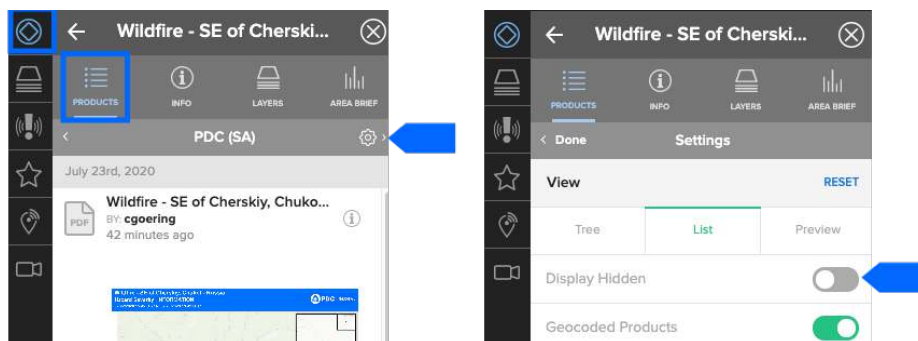 Wildfire - SE of Cherski...
PRODUCTS
INFO
LAYERS
AREA BRIEF
PDC (SA)
July 23rd, 2020
Wildfire - SE of Cherskiy, Chuko...
BY: cgoering
PDF
42 minutes ago
PDC
Wildfire - SE of Cherski...
PRODUCTS
INFO
LAYERS
AREA BRIEF
< Done
Settings
View
RESET
Tree
List
Preview
Display Hidden
Geocoded Products